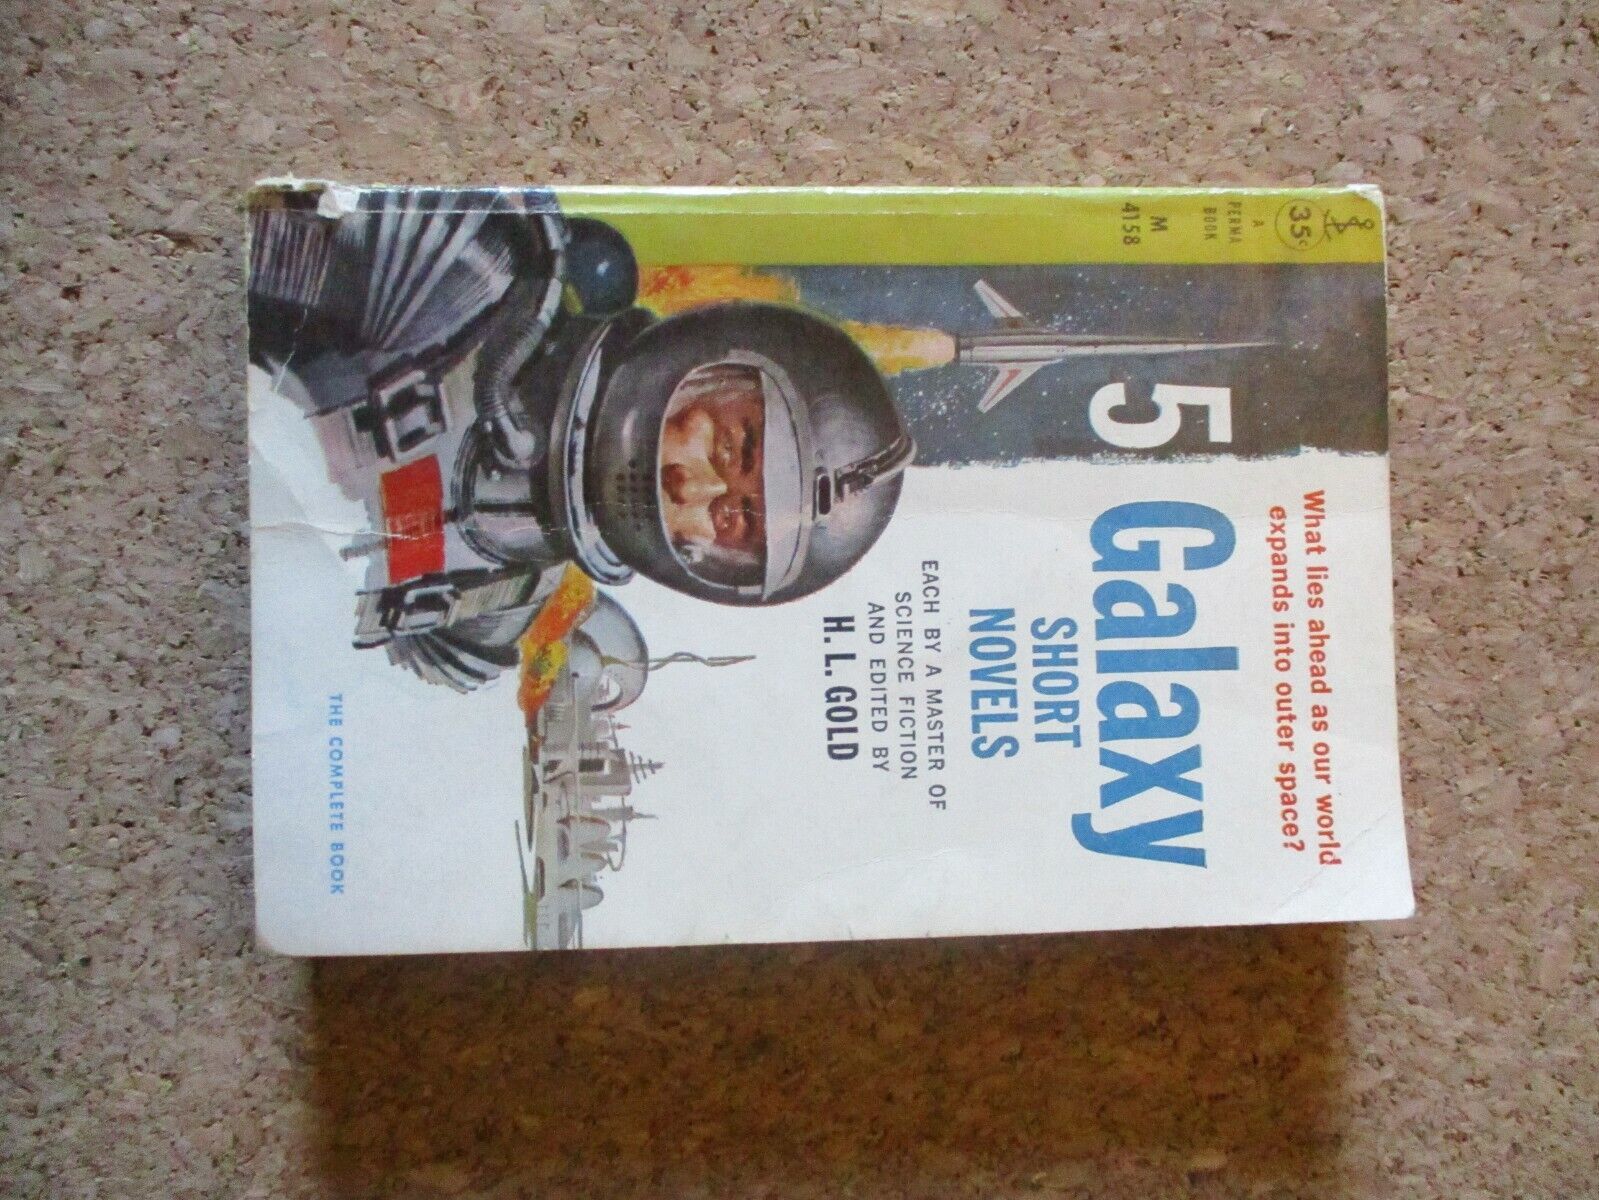 35¢
A
PERMA
BOOK
M
4158
What lies ahead as our world
expands into outer space?
5
Galaxy
SHORT
NOVELS
EACH BY A MASTER OF
SCIENCE FICTION
AND EDITED BY
H. L. GOLD
THE COMPLETE BOOK